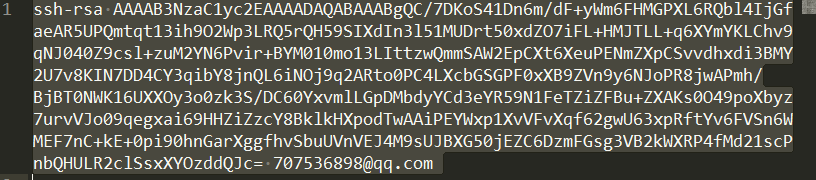 1 ssh-rsa AAAAB3NzaC1yc2EAAAADAQABAAABgQC/7DKoS41Dn6m/dF+yWm6FHMGPXL6RQbl4IjGf
aeAR5UPQmtqt13ih9O2Wp3LRQ5rQH59SIXdIn3l51MUDrt50xdZO7iFL+HMJTLL+q6XYmYKLChv9
qNJ040Z9csl+zuM2YN6Pvir+BYM010mo13LIttzwQmmSAW2EpCXt6XeuPENmZXpCSvvdhxdi3BMY
2U7v8KIN7DD4CY3qibY8jnQL6iNOj9q2ARto0PC4LXcbGSGPF0xXB9ZVn9y6NJoPR8jwAPmh/
BjBT0NWK16UXXOy3o0zk3S/DC60YxvmlLGpDMbdyYCd3eYR59N1FeTZiZFBu+ZXAKs0O49poXbyz
7urvVJo09qegxai69HHZiZzcY8BklkHXpodTwAAiPEYWxp1XvVFvXqf62gwU63xpRftYv6FVSn6W
MEF7nC+kE+0pi90hnGarXggfhvSbuUVnVEJ4M9sUJBXG50jEZC6DzmFGsg3VB2kWXRP4fMd21scP
nbQHULR2clSsxXYOzddQJc= 707536898@qq.com